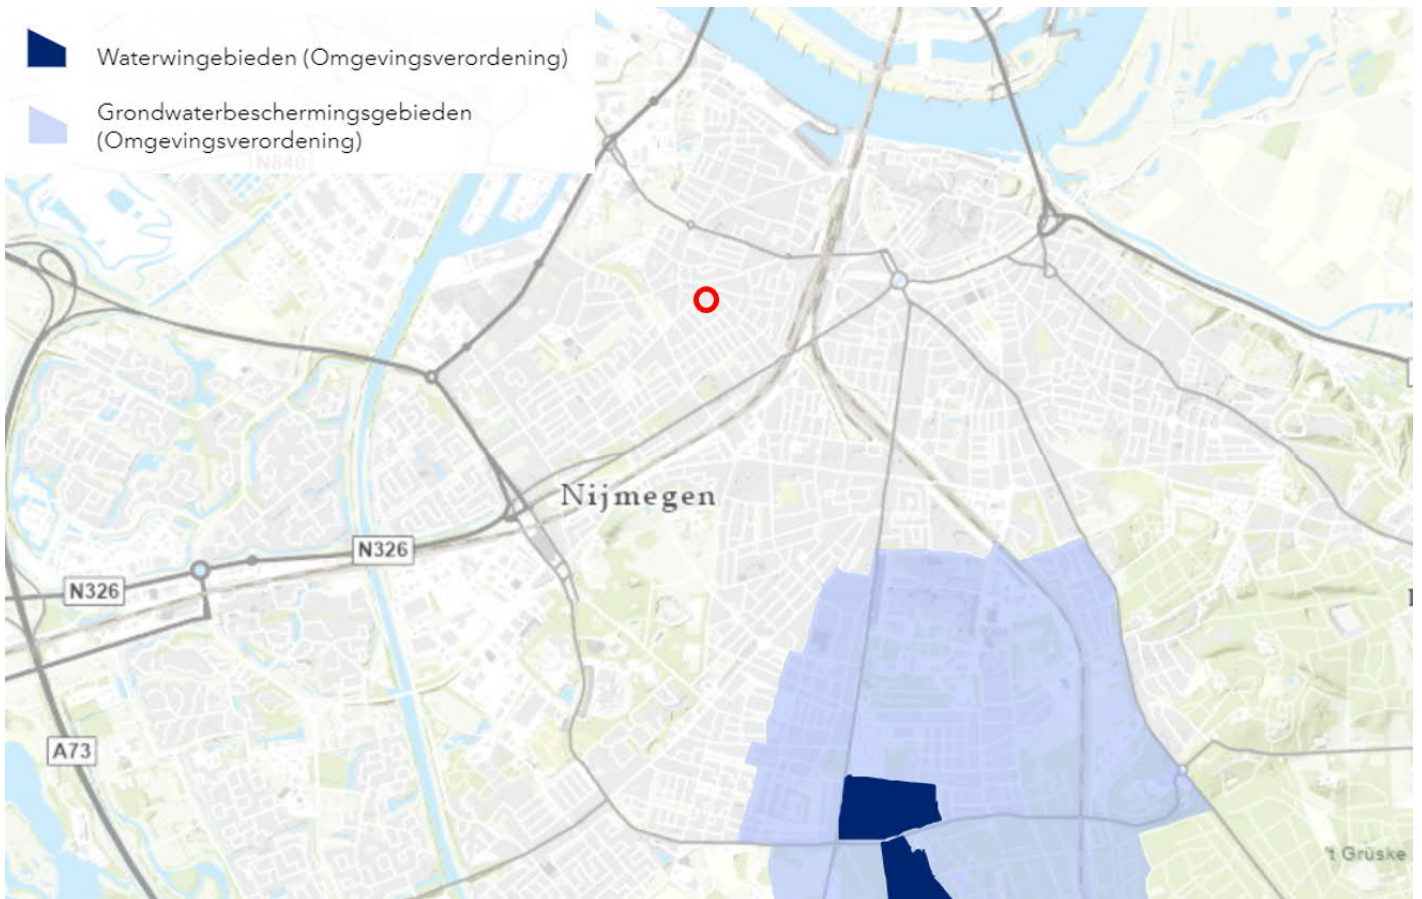 Waterwingebieden (Omgevingsverordening)
Grondwaterbeschermingsgebieden
(Omgevingsverordening)
N840
Nijmegen
N326
N326
A73
't Grüske